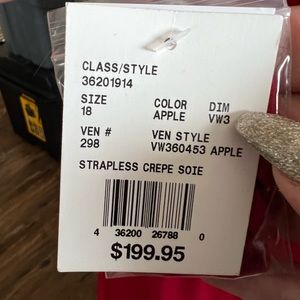 CLASS/STYLE
36201914
SIZE COLOR DIM
18 APPLE VW3
VEN # VEN STYLE
298 VW360453 APPLE
STRAPLESS CREPE SOIE
4 36200 26788 0
$199.95